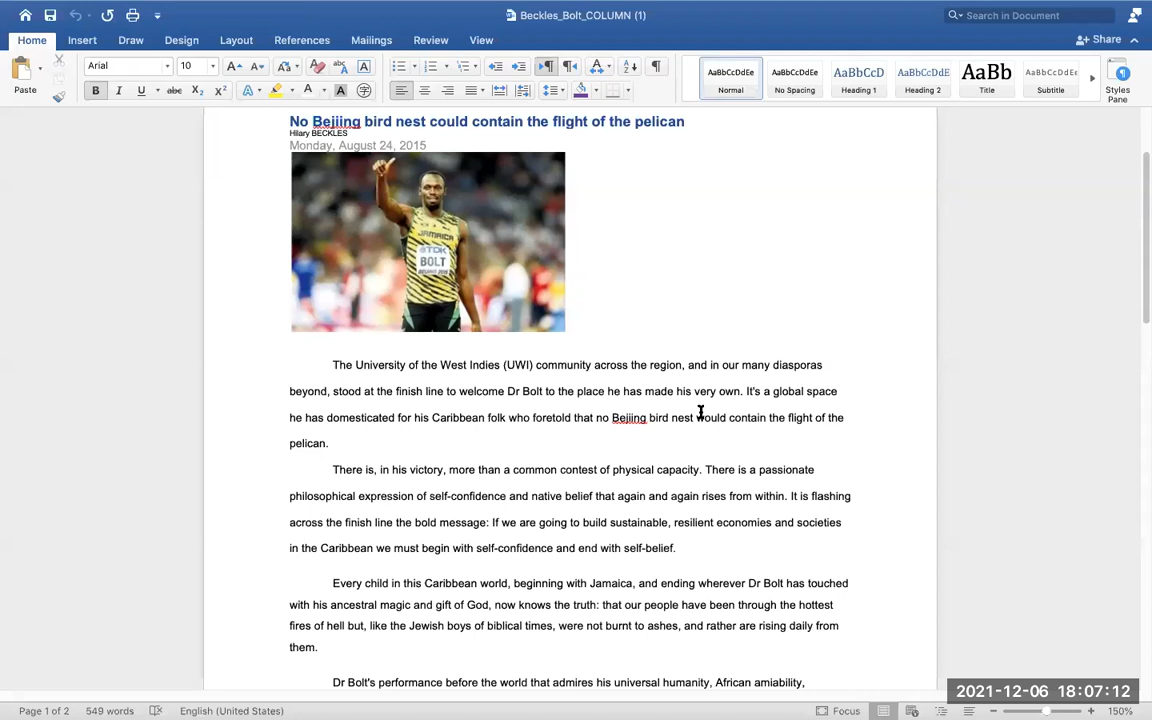 Beckles_Bolt_COLUMN (1)
Search in Document
Home Insert Draw Design Layout References Mailings Review View
Share
Paste
Arial
10
AaBbCcDdEe
Normal
AaBbCcDdEe
No Spacing
AaBbCcD
Heading 1
AaBbCcDdE
Heading 2
AaBb
Title
AaBbCcDdEe
Subtitle
Styles
Pane
No Bejiing bird nest could contain the flight of the pelican
Hilary BECKLES
Monday, August 24, 2015
JAMAICA
TDK
BOLT
BEIJING 2015
The University of the West Indies (UWI) community across the region, and in our many diasporas
beyond, stood at the finish line to welcome Dr Bolt to the place he has made his very own. It's a global space
he has domesticated for his Caribbean folk who foretold that no Bejiing bird nest would contain the flight of the
pelican.
There is, in his victory, more than a common contest of physical capacity. There is a passionate
philosophical expression of self-confidence and native belief that again and again rises from within. It is flashing
across the finish line the bold message: If we are going to build sustainable, resilient economies and societies
in the Caribbean we must begin with self-confidence and end with self-belief.
Every child in this Caribbean world, beginning with Jamaica, and ending wherever Dr Bolt has touched
with his ancestral magic and gift of God, now knows the truth: that our people have been through the hottest
fires of hell but, like the Jewish boys of biblical times, were not burnt to ashes, and rather are rising daily from
them.
Dr Bolt's performance before the world that admires his universal humanity, African amiability,
2021-12-06 18:07:12
Page 1 of 2 549 words English (United States) Focus 150%